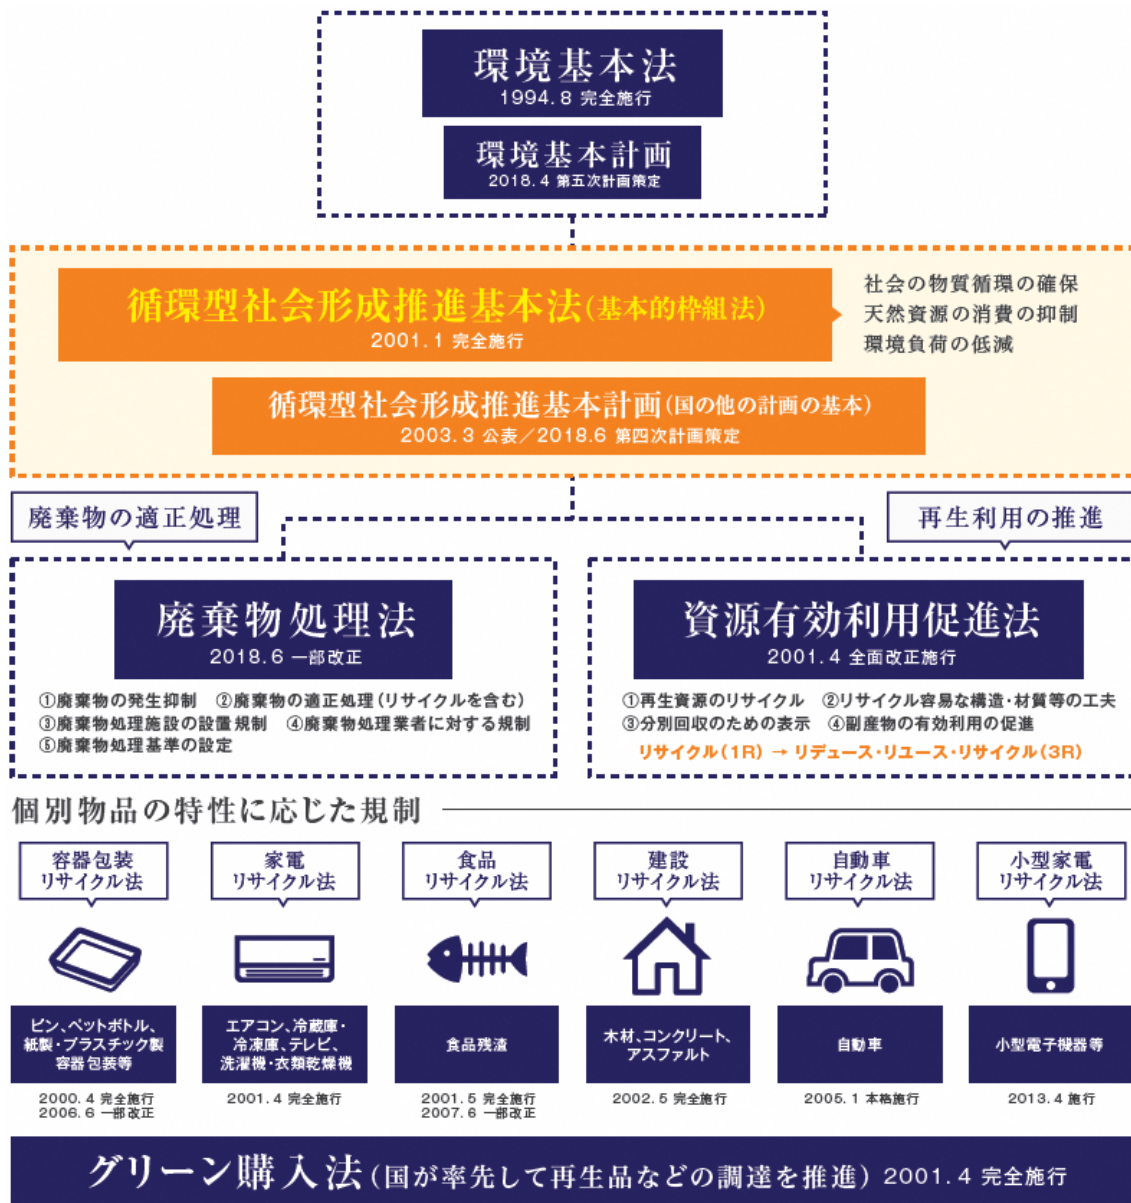 環境基本法
1994.8 完全施行
環境基本計画
2018.4 第五次計画策定
循環型社会形成推進基本法(基本的枠組法)
2001.1 完全施行
社会の物質循環の確保
天然資源の消費の抑制
環境負荷の低減
循環型社会形成推進基本計画(国の他の計画の基本)
2003.3 公表／2018.6 第四次計画策定
廃棄物の適正処理
再生利用の推進
廃棄物処理法
2018.6 一部改正
①廃棄物の発生抑制 ②廃棄物の適正処理(リサイクルを含む)
③廃棄物処理施設の設置規制 ④廃棄物処理業者に対する規制
⑤廃棄物処理基準の設定
資源有効利用促進法
2001.4 全面改正施行
①再生資源のリサイクル ②リサイクル容易な構造・材質等の工夫
③分別回収のための表示 ④副産物の有効利用の促進
リサイクル(1R) → リデュース・リユース・リサイクル(3R)
個別物品の特性に応じた規制
容器包装
リサイクル法
ビン、ペットボトル、
紙製・プラスチック製
容器包装等
2000.4 完全施行
2006.6 一部改正
家電
リサイクル法
エアコン、冷蔵庫・
冷凍庫、テレビ、
洗濯機・衣類乾燥機
2001.4 完全施行
食品
リサイクル法
食品残渣
2001.5 完全施行
2007.6 一部改正
建設
リサイクル法
木材、コンクリート、
アスファルト
2002.5 完全施行
自動車
リサイクル法
自動車
2005.1 本格施行
小型家電
リサイクル法
小型電子機器等
2013.4 施行
グリーン購入法(国が率先して再生品などの調達を推進) 2001.4 完全施行